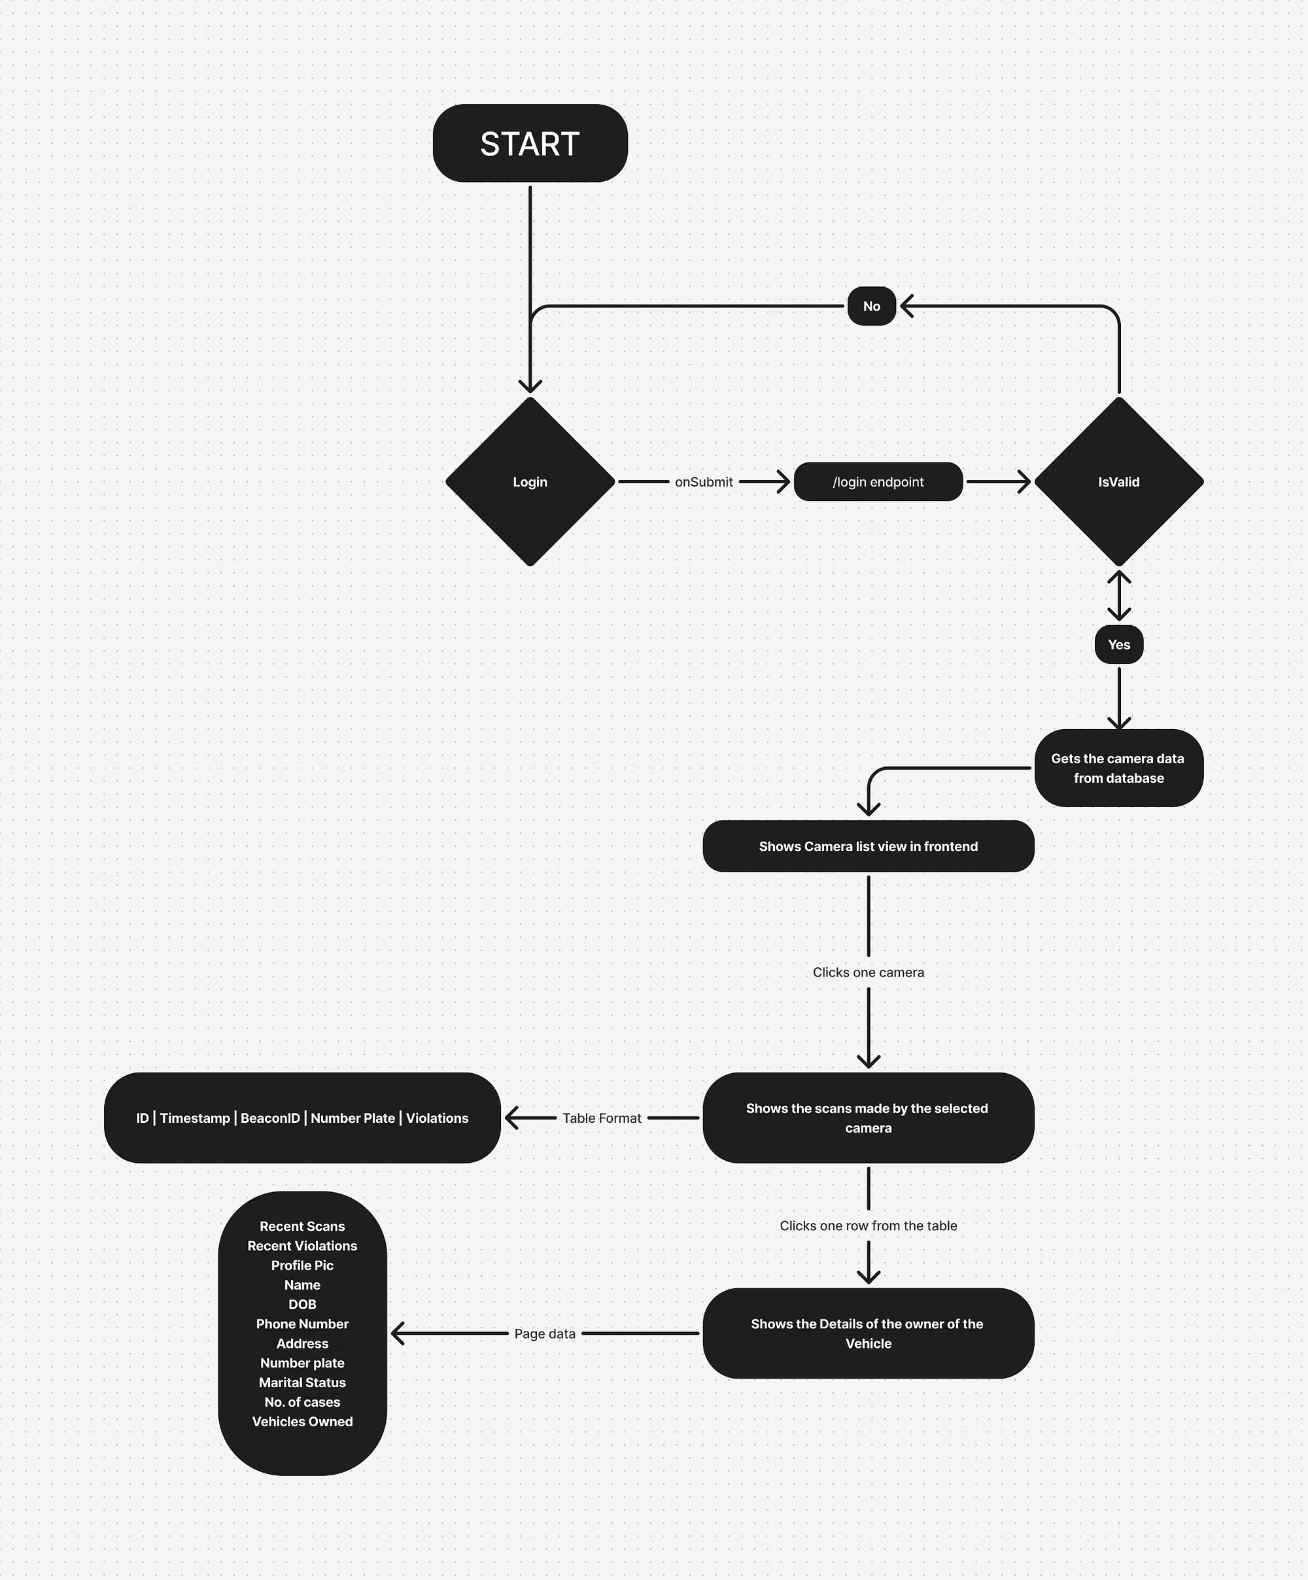 START
No
Login
onSubmit
/login endpoint
IsValid
Yes
Gets the camera data
from database
Shows Camera list view in frontend
Clicks one camera
ID | Timestamp | BeaconID | Number Plate | Violations
Table Format
Shows the scans made by the selected
camera
Clicks one row from the table
Recent Scans
Recent Violations
Profile Pic
Name
DOB
Phone Number
Address
Number plate
Marital Status
No. of cases
Vehicles Owned
Page data
Shows the Details of the owner of the
Vehicle